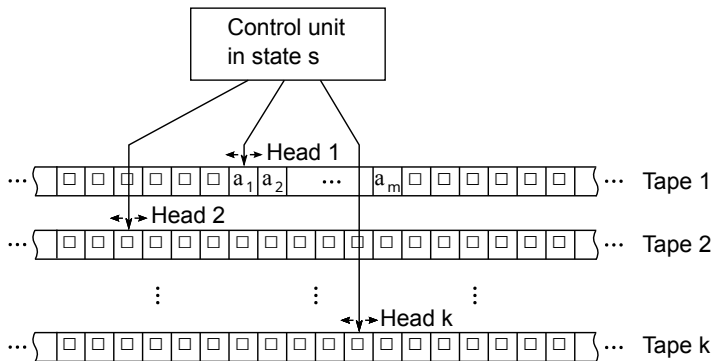 Control unit
in state s
Head 1
··· □ □ □ □ □ □ a₁ a₂ ··· aₘ □ □ □ □ □ □ ··· Tape 1
Head 2
··· □ □ □ □ □ □ □ □ □ □ □ □ □ □ □ □ □ □ ··· Tape 2
⋮ ⋮ ⋮
Head k
··· □ □ □ □ □ □ □ □ □ □ □ □ □ □ □ □ □ □ ··· Tape k